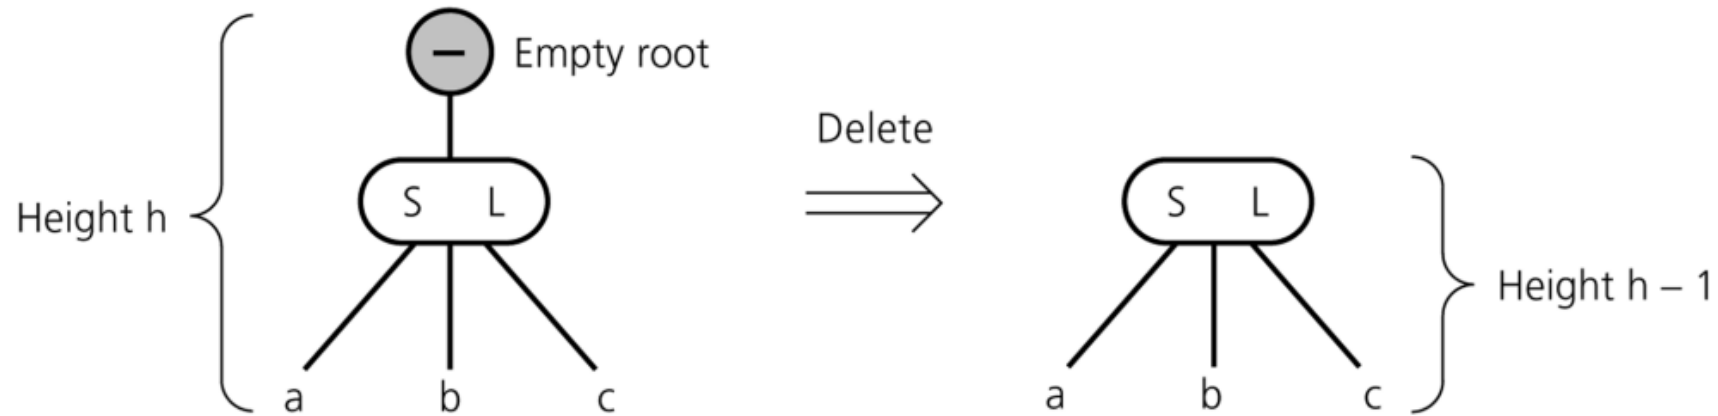 – Empty root
Delete
S L
S L
Height h
Height h – 1
a b c
a b c